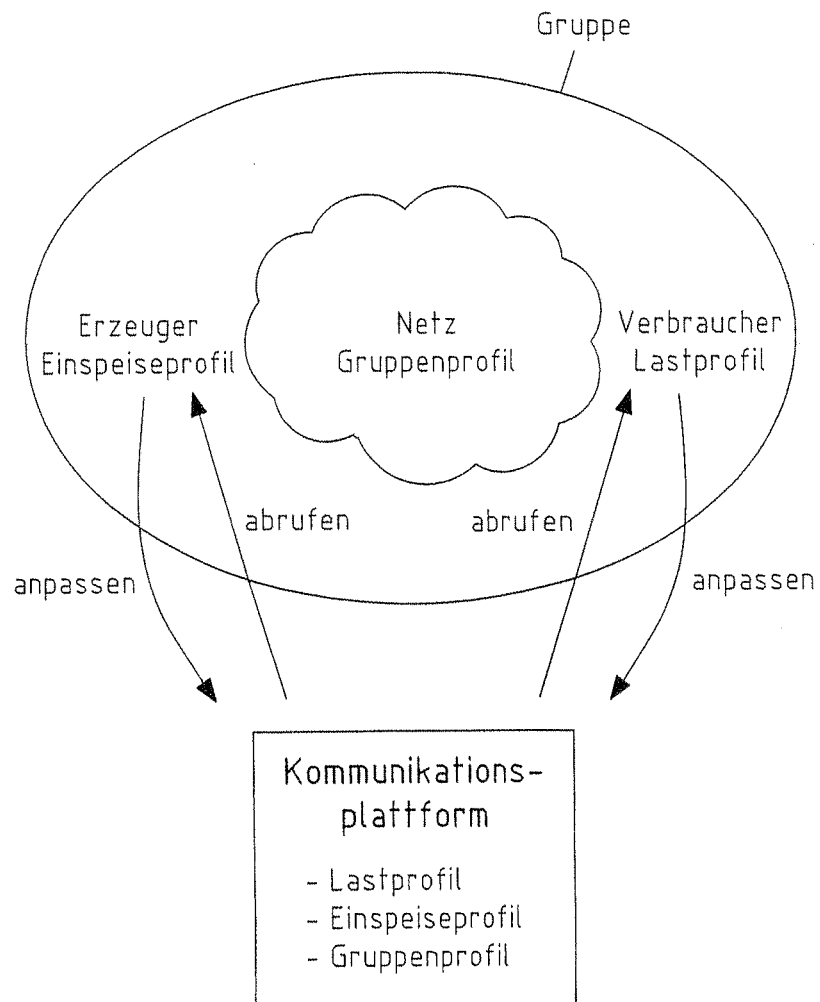 Gruppe
Erzeuger
Einspeiseprofil
Netz
Gruppenprofil
Verbraucher
Lastprofil
abrufen
abrufen
anpassen
anpassen
Kommunikations-
plattform
- Lastprofil
- Einspeiseprofil
- Gruppenprofil